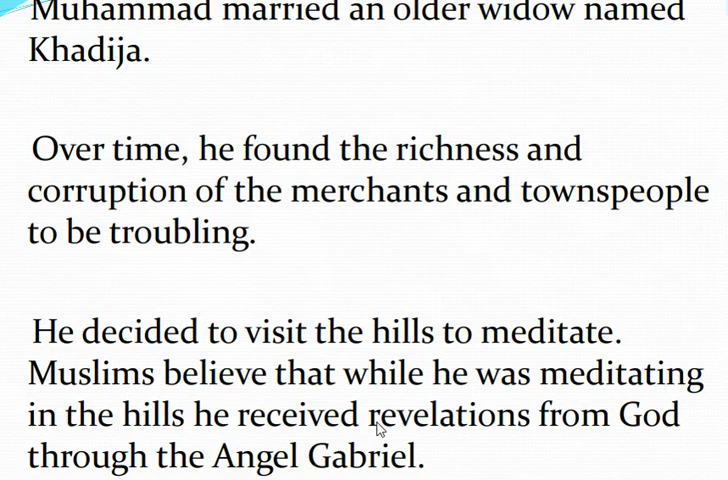 Muhammad married an older widow named
Khadija.
Over time, he found the richness and
corruption of the merchants and townspeople
to be troubling.
He decided to visit the hills to meditate.
Muslims believe that while he was meditating
in the hills he received revelations from God
through the Angel Gabriel.